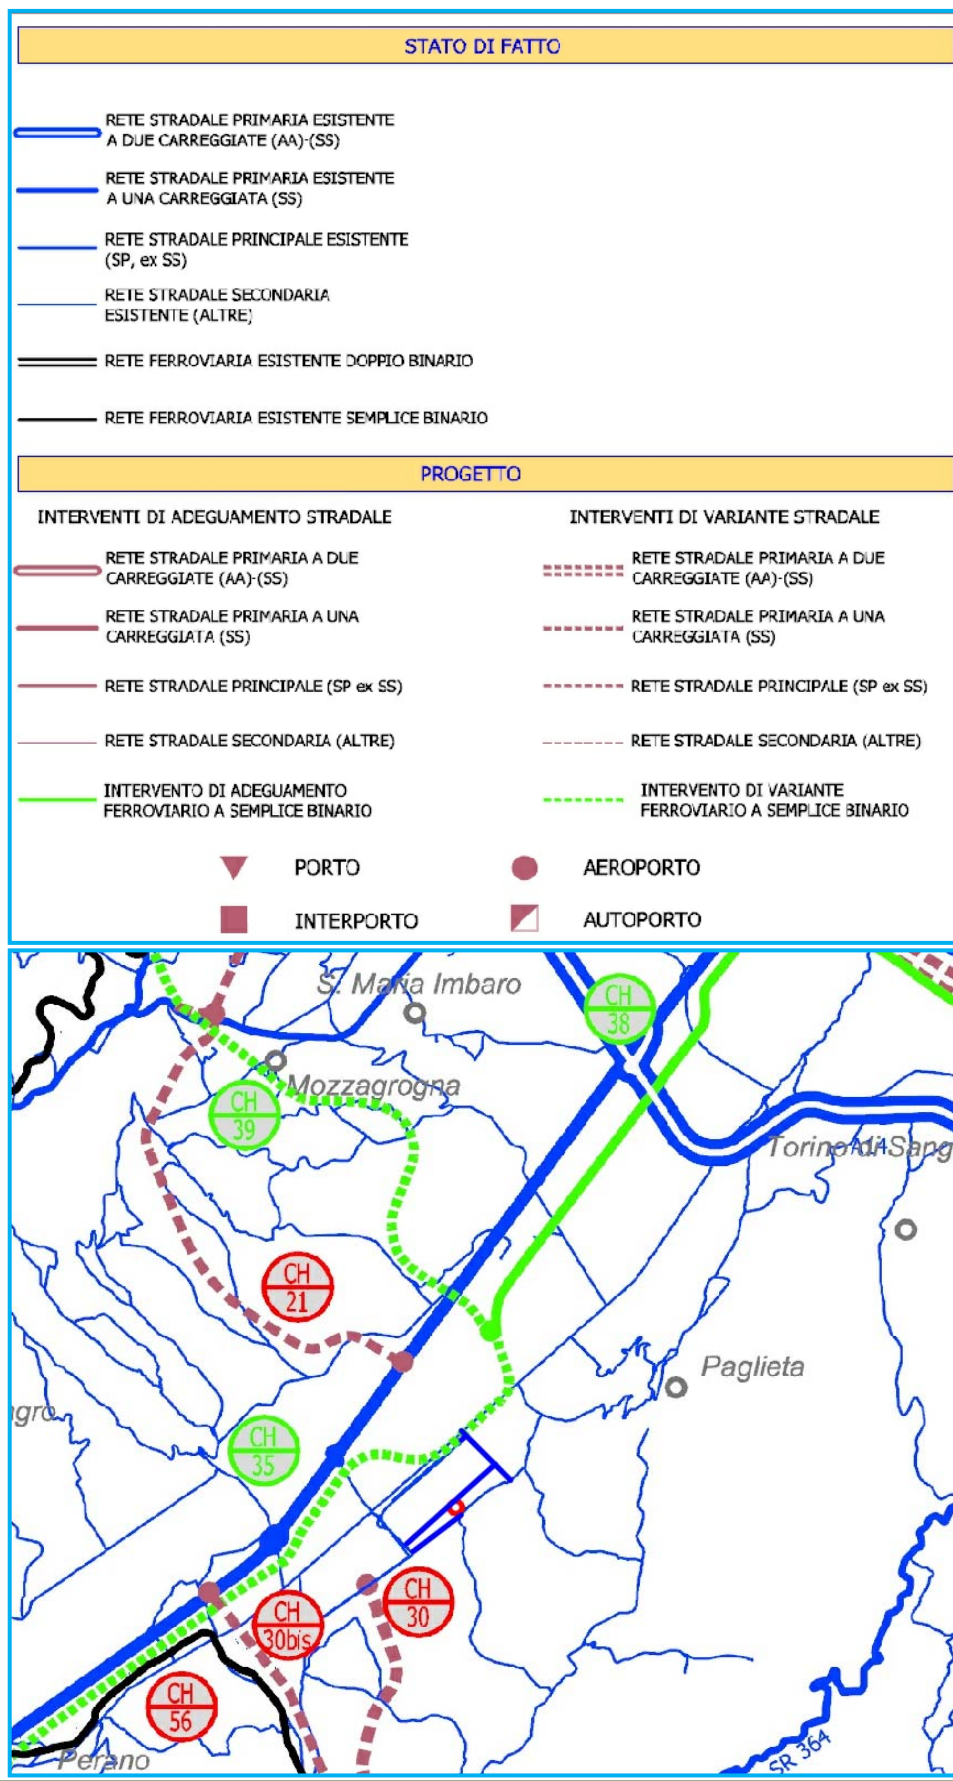 STATO DI FATTO
RETE STRADALE PRIMARIA ESISTENTE
A DUE CARREGGIATE (AA)-(SS)
RETE STRADALE PRIMARIA ESISTENTE
A UNA CARREGGIATA (SS)
RETE STRADALE PRINCIPALE ESISTENTE
(SP, ex SS)
RETE STRADALE SECONDARIA
ESISTENTE (ALTRE)
RETE FERROVIARIA ESISTENTE DOPPIO BINARIO
RETE FERROVIARIA ESISTENTE SEMPLICE BINARIO
PROGETTO
INTERVENTI DI ADEGUAMENTO STRADALE
RETE STRADALE PRIMARIA A DUE
CARREGGIATE (AA)-(SS)
RETE STRADALE PRIMARIA A UNA
CARREGGIATA (SS)
RETE STRADALE PRINCIPALE (SP ex SS)
RETE STRADALE SECONDARIA (ALTRE)
INTERVENTO DI ADEGUAMENTO
FERROVIARIO A SEMPLICE BINARIO
INTERVENTI DI VARIANTE STRADALE
RETE STRADALE PRIMARIA A DUE
CARREGGIATE (AA)-(SS)
RETE STRADALE PRIMARIA A UNA
CARREGGIATA (SS)
RETE STRADALE PRINCIPALE (SP ex SS)
RETE STRADALE SECONDARIA (ALTRE)
INTERVENTO DI VARIANTE
FERROVIARIO A SEMPLICE BINARIO
PORTO
AEROPORTO
INTERPORTO
AUTOPORTO
S. Maria Imbaro
CH
38
Mozzagrogna
CH
39
Torino di Sang
A14
CH
21
Paglieta
gro
CH
35
CH
30
CH
30bis
CH
56
Perano
SR 364